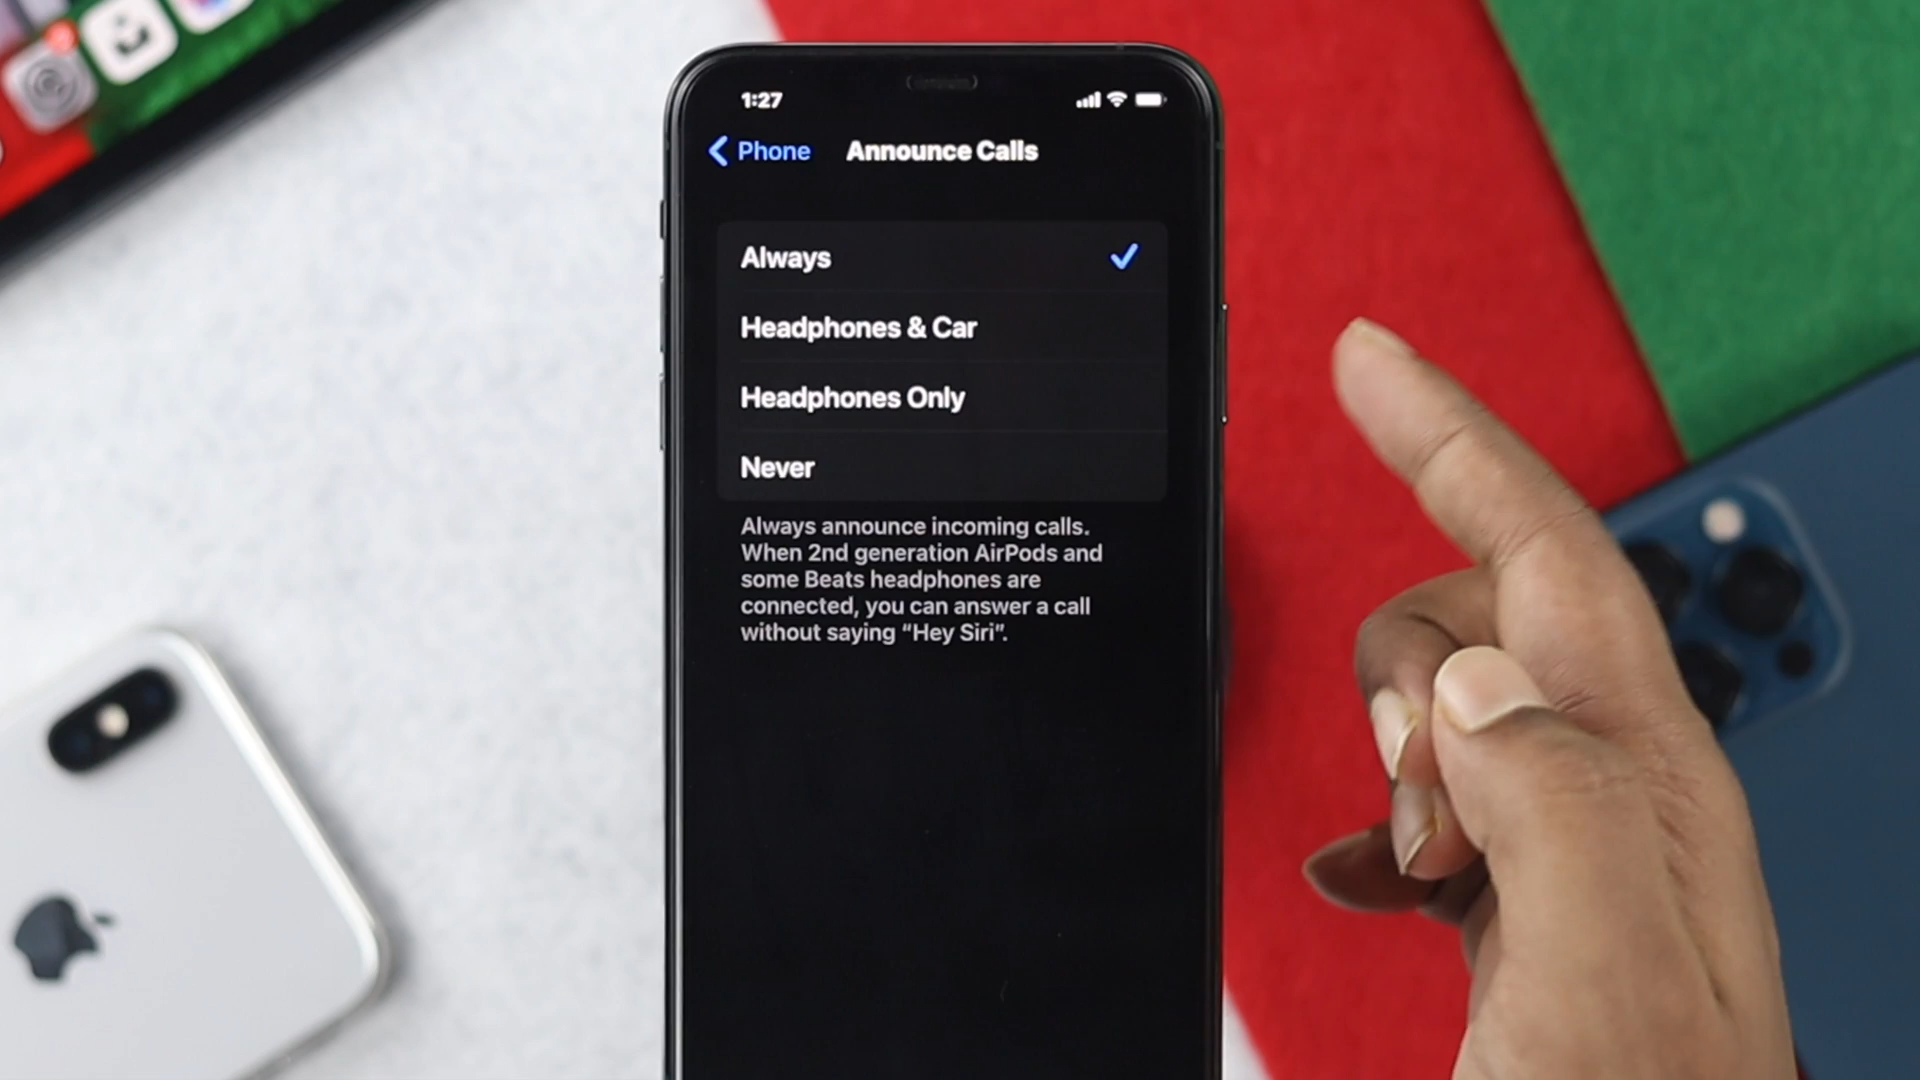 1:27
Phone
Announce Calls
Always
Headphones & Car
Headphones Only
Never
Always announce incoming calls.
When 2nd generation AirPods and
some Beats headphones are
connected, you can answer a call
without saying “Hey Siri”.